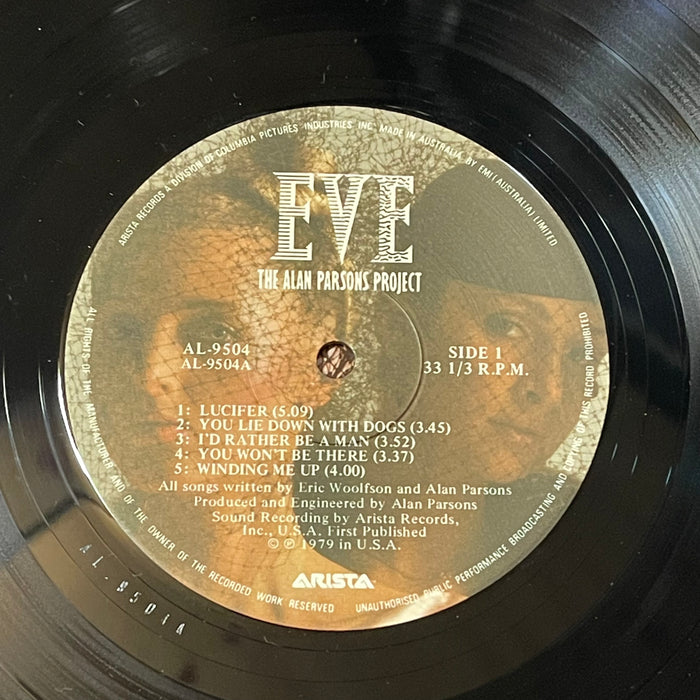 ARISTA RECORDS A DIVISION OF COLUMBIA PICTURES INDUSTRIES INC. MADE IN AUSTRALIA BY EMI (AUSTRALIA) LIMITED
EVE
THE ALAN PARSONS PROJECT
AL-9504
AL-9504A
SIDE 1
33 1/3 R.P.M.
1: LUCIFER (5.09)
2: YOU LIE DOWN WITH DOGS (3.45)
3: I'D RATHER BE A MAN (3.52)
4: YOU WON'T BE THERE (3.37)
5: WINDING ME UP (4.00)
All songs written by Eric Woolfson and Alan Parsons
Produced and Engineered by Alan Parsons
Sound Recording by Arista Records,
Inc., U.S.A. First Published
© ℗ 1979 in U.S.A.
ARISTA
ALL RIGHTS OF THE MANUFACTURER AND OF THE OWNER OF THE RECORDED WORK RESERVED UNAUTHORISED PUBLIC PERFORMANCE BROADCASTING AND COPYING OF THIS RECORD PROHIBITED
AL-9504A